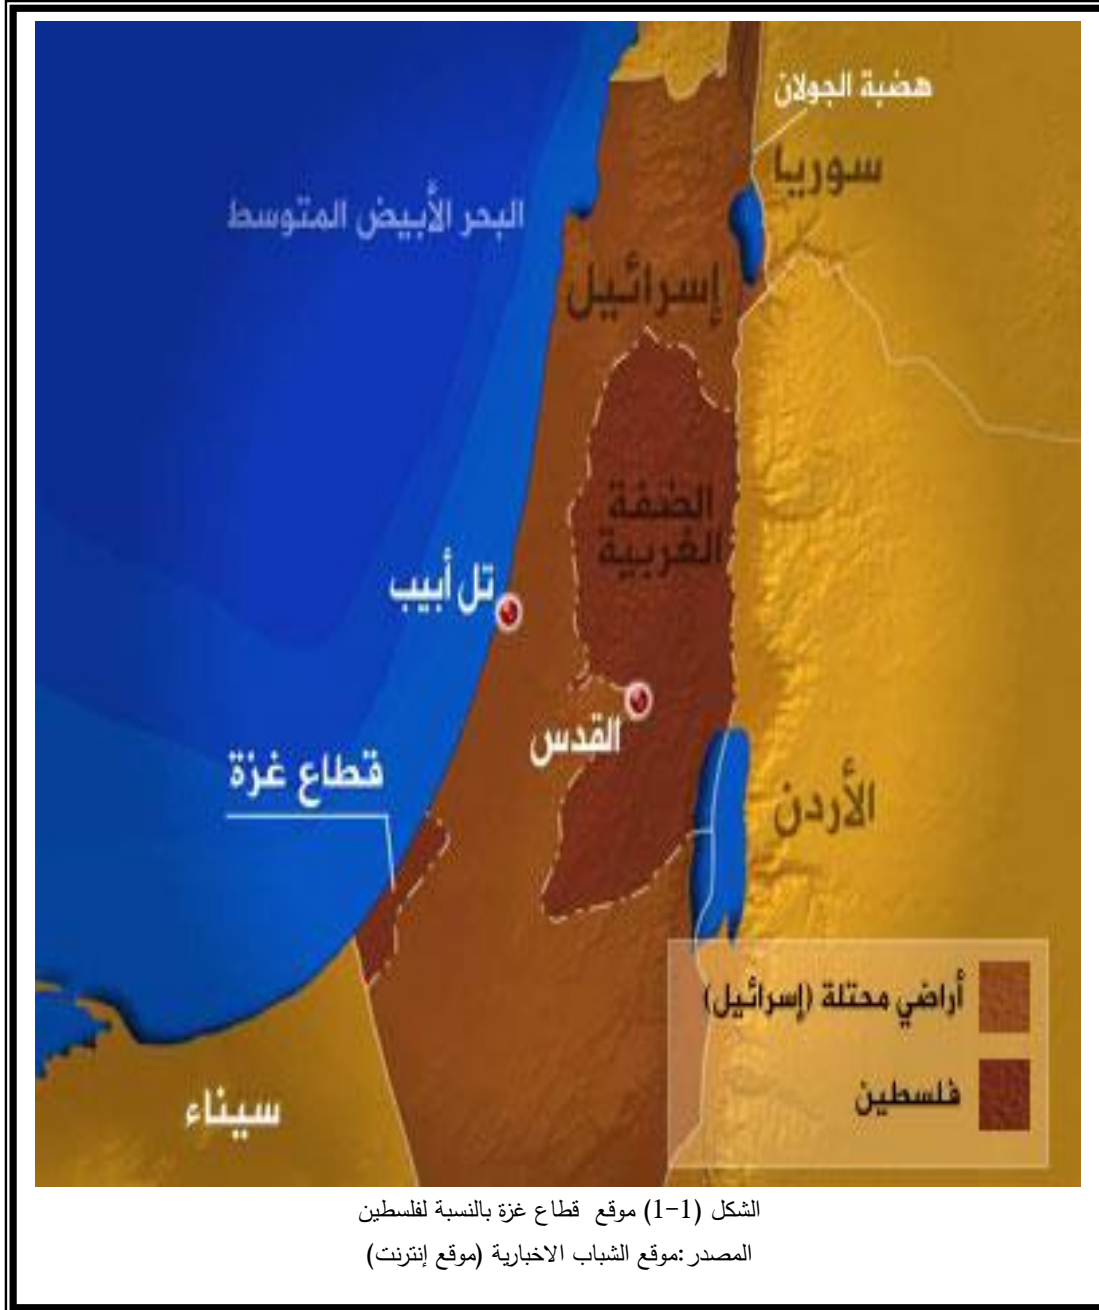 هضبة الجولان
سوريا
البحر الأبيض المتوسط
إسرائيل
الضفة
الغربية
تل أبيب
القدس
قطاع غزة
الأردن
أراضي محتلة (إسرائيل)
فلسطين
سيناء
الشكل (1-1) موقع قطاع غزة بالنسبة لفلسطين
المصدر :موقع الشباب الاخبارية (موقع إنترنت)